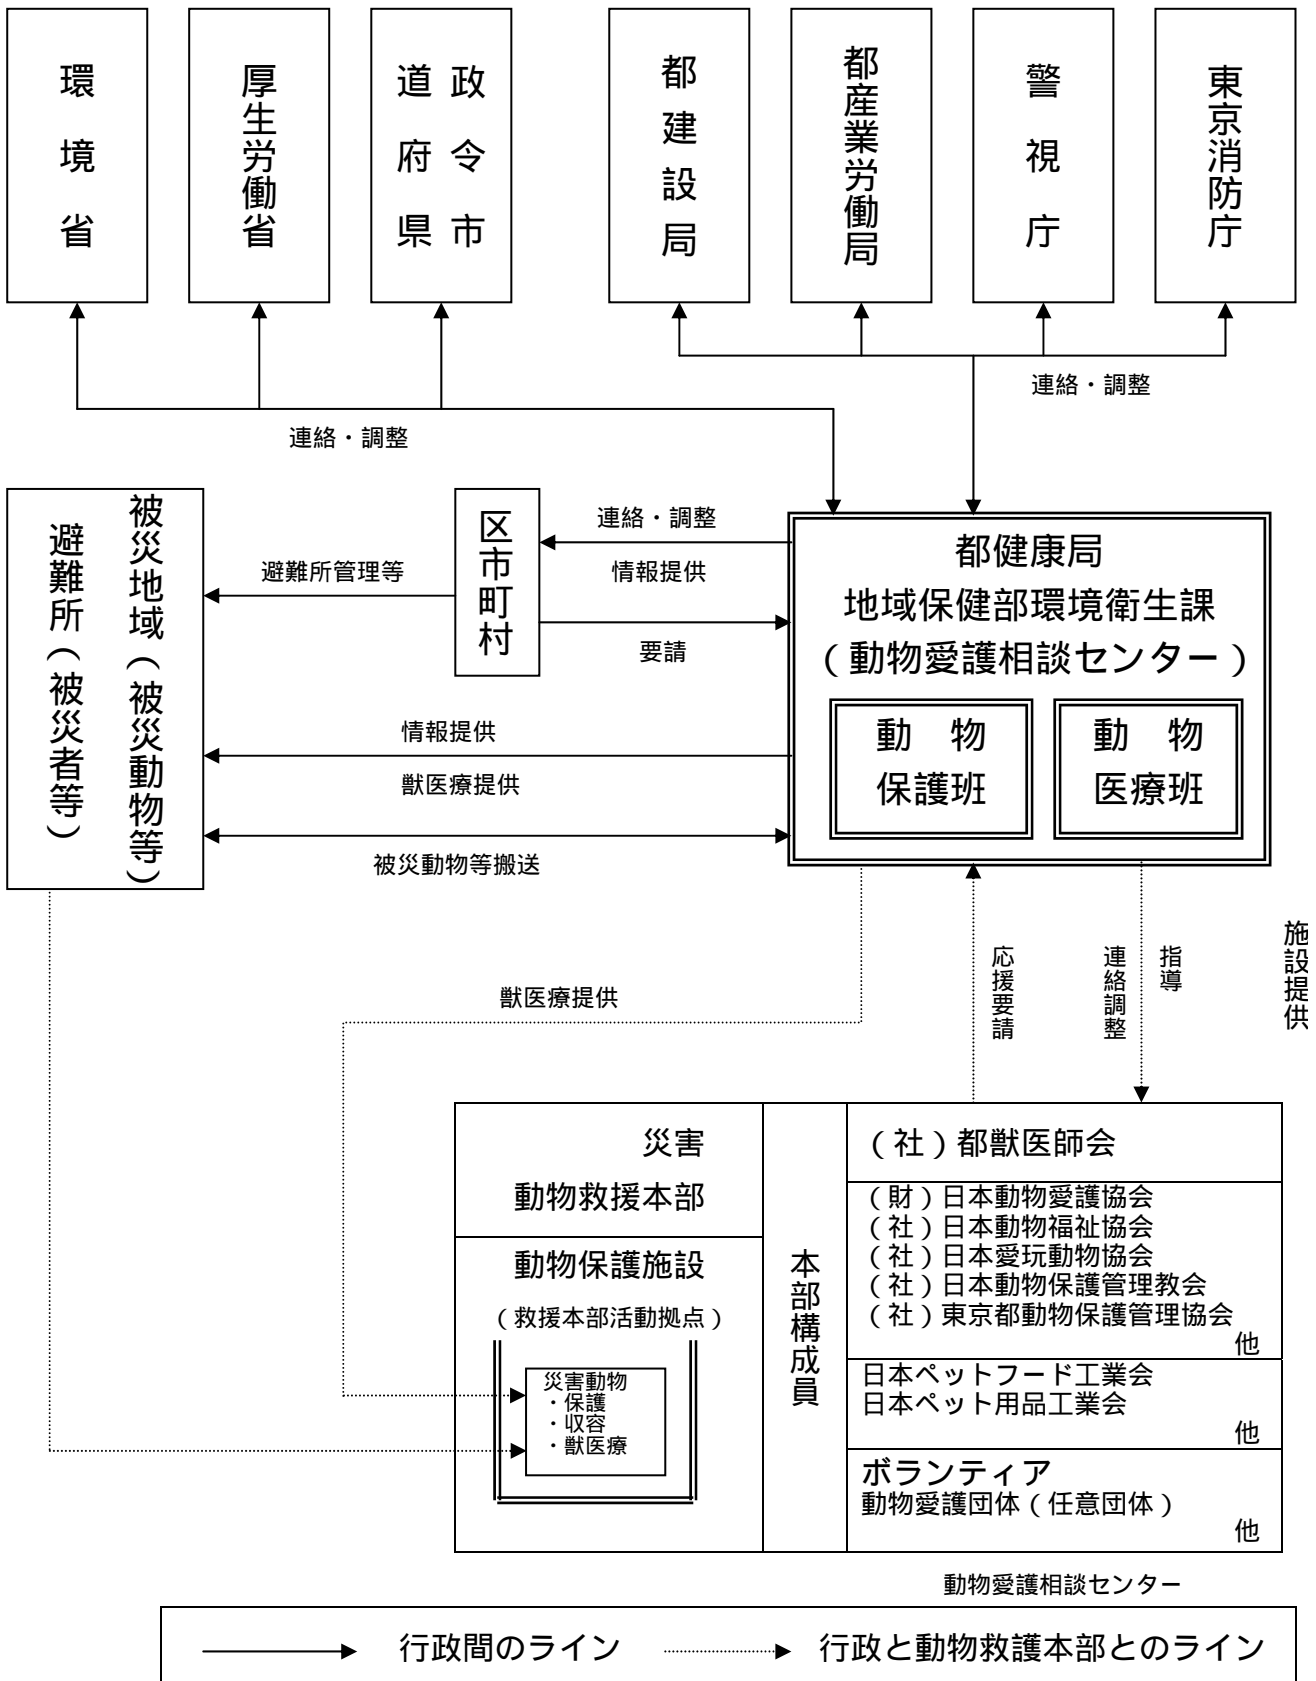 環境省
厚生労働省
道府県
政令市
都建設局
都産業労働局
警視庁
東京消防庁
連絡・調整
連絡・調整
被災地域（被災動物等）
避難所（被災者等）
避難所管理等
区市町村
連絡・調整
情報提供
要請
情報提供
獣医療提供
被災動物等搬送
都健康局
地域保健部環境衛生課
（動物愛護相談センター）
動　物
保護班
動　物
医療班
獣医療提供
応援要請
連絡調整
指導
施設提供
災害
動物救援本部
動物保護施設
（救援本部活動拠点）
災害動物
・保護
・収容
・獣医療
本部構成員
（社）都獣医師会
（財）日本動物愛護協会
（社）日本動物福祉協会
（社）日本愛玩動物協会
（社）日本動物保護管理教会
（社）東京都動物保護管理協会
他
日本ペットフード工業会
日本ペット用品工業会
他
ボランティア
動物愛護団体（任意団体）
他
動物愛護相談センター
行政間のライン
行政と動物救護本部とのライン